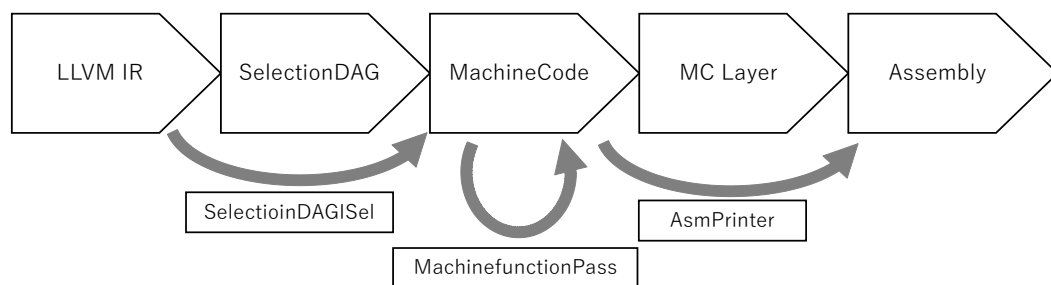 LLVM IR
SelectionDAG
MachineCode
MC Layer
Assembly
SelectioinDAGISel
AsmPrinter
MachinefunctionPass